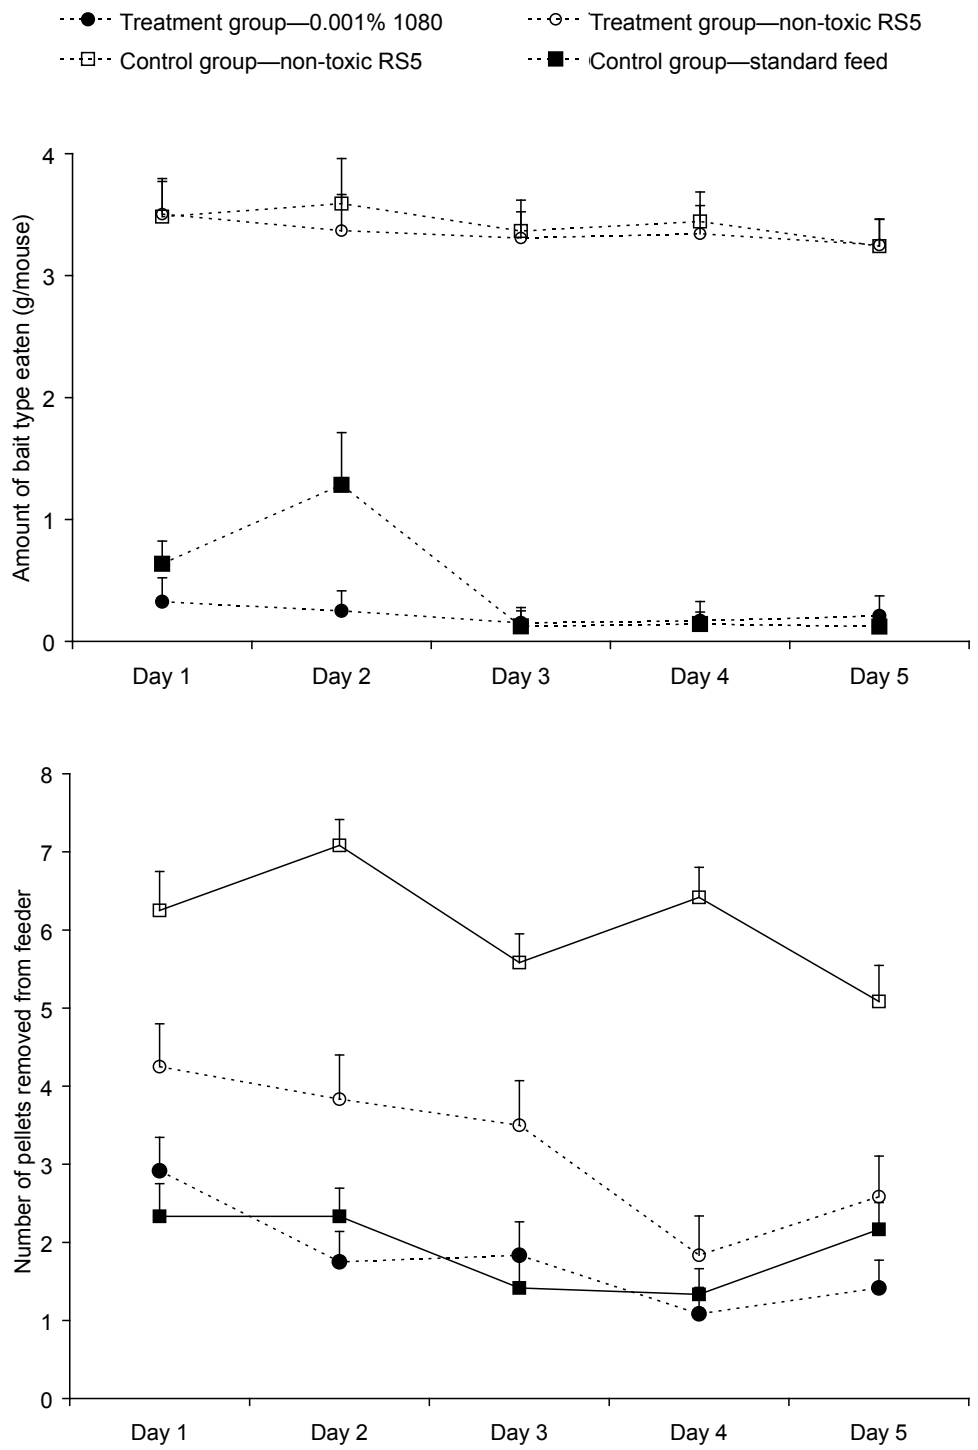 Treatment group—0.001% 1080
Treatment group—non-toxic RS5
Control group—non-toxic RS5
Control group—standard feed
Amount of bait type eaten (g/mouse)
4
3
2
1
0
Day 1 Day 2 Day 3 Day 4 Day 5
Number of pellets removed from feeder
8
7
6
5
4
3
2
1
0
Day 1 Day 2 Day 3 Day 4 Day 5